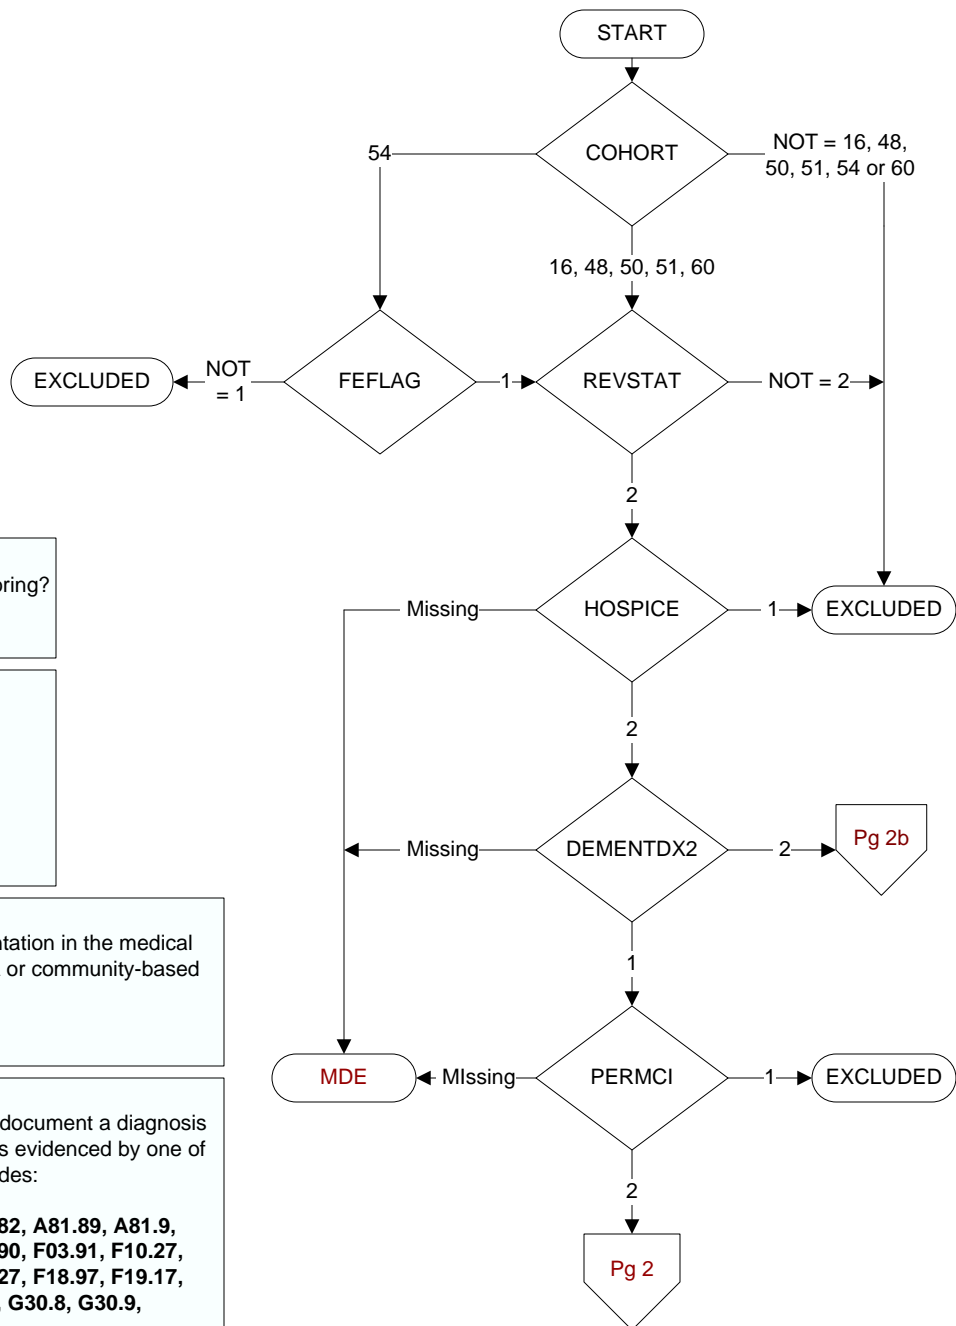 START
COHORT
54
NOT = 16, 48,
50, 51, 54 or 60
16, 48, 50, 51, 60
EXCLUDED
NOT
= 1
FEFLAG
1
REVSTAT
NOT = 2
2
HOSPICE
Missing
1
EXCLUDED
2
DEMENTDX2
Missing
2
Pg 2b
1
PERMCI
MIssing
MDE
1
EXCLUDED
2
Pg 2
oring?
ntation in the medical
or community-based
document a diagnosis
s evidenced by one of
des:
82, A81.89, A81.9,
90, F03.91, F10.27,
27, F18.97, F19.17,
, G30.8, G30.9,